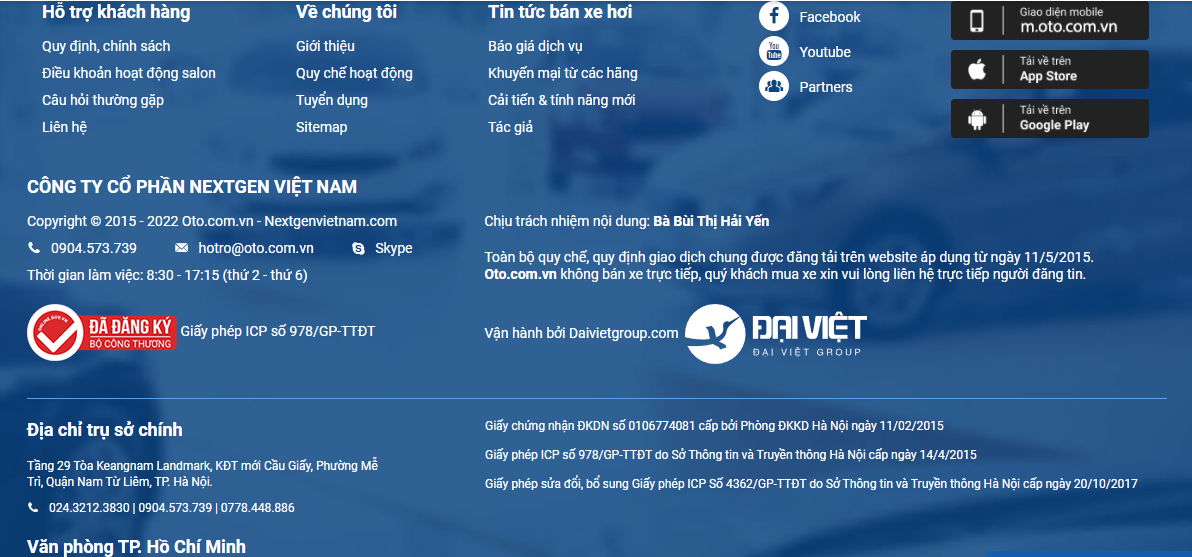 Hỗ trợ khách hàng
Quy định, chính sách
Điều khoản hoạt động salon
Câu hỏi thường gặp
Liên hệ
Về chúng tôi
Giới thiệu
Quy chế hoạt động
Tuyển dụng
Sitemap
Tin tức bán xe hơi
Báo giá dịch vụ
Khuyến mại từ các hãng
Cải tiến & tính năng mới
Tác giả
Facebook
You Tube
Youtube
Partners
Giao diện mobile
m.oto.com.vn
Tải về trên
App Store
Tải về trên
Google Play
CÔNG TY CỔ PHẦN NEXTGEN VIỆT NAM
Copyright © 2015 - 2022 Oto.com.vn - Nextgenvietnam.com
0904.573.739
hotro@oto.com.vn
Skype
Thời gian làm việc: 8:30 - 17:15 (thứ 2 - thứ 6)
ONLINE.GOV.VN
ĐÃ ĐĂNG KÝ
BỘ CÔNG THƯƠNG
Giấy phép ICP số 978/GP-TTĐT
Chịu trách nhiệm nội dung: Bà Bùi Thị Hải Yến
Toàn bộ quy chế, quy định giao dịch chung được đăng tải trên website áp dụng từ ngày 11/5/2015.
Oto.com.vn không bán xe trực tiếp, quý khách mua xe xin vui lòng liên hệ trực tiếp người đăng tin.
Vận hành bởi Daivietgroup.com
ĐẠI VIỆT
ĐẠI VIỆT GROUP
Địa chỉ trụ sở chính
Tầng 29 Tòa Keangnam Landmark, KĐT mới Cầu Giấy, Phường Mễ
Trì, Quận Nam Từ Liêm, TP. Hà Nội.
024.3212.3830 | 0904.573.739 | 0778.448.886
Văn phòng TP. Hồ Chí Minh
Giấy chứng nhận ĐKDN số 0106774081 cấp bởi Phòng ĐKKD Hà Nội ngày 11/02/2015
Giấy phép ICP số 978/GP-TTĐT do Sở Thông tin và Truyền thông Hà Nội cấp ngày 14/4/2015
Giấy phép sửa đổi, bổ sung Giấy phép ICP Số 4362/GP-TTĐT do Sở Thông tin và Truyền thông Hà Nội cấp ngày 20/10/2017